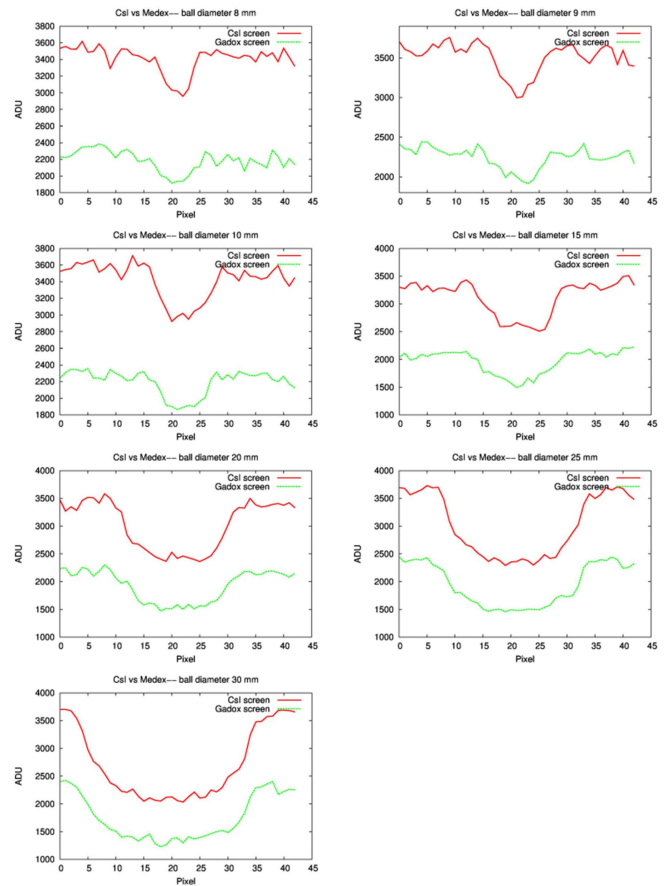 CsI vs Medex-- ball diameter 8 mm
3800
3600
3400
3200
3000
2800
2600
2400
2200
2000
1800
ADU
CsI screen
Gadox screen
0 5 10 15 20 25 30 35 40 45
Pixel
CsI vs Medex-- ball diameter 9 mm
3500
3000
2500
2000
ADU
CsI screen
Gadox screen
0 5 10 15 20 25 30 35 40 45
Pixel
CsI vs Medex-- ball diameter 10 mm
3800
3600
3400
3200
3000
2800
2600
2400
2200
2000
1800
ADU
CsI screen
Gadox screen
0 5 10 15 20 25 30 35 40 45
Pixel
CsI vs Medex-- ball diameter 15 mm
4000
3500
3000
2500
2000
1500
1000
ADU
CsI screen
Gadox screen
0 5 10 15 20 25 30 35 40 45
Pixel
CsI vs Medex-- ball diameter 20 mm
4000
3500
3000
2500
2000
1500
1000
ADU
CsI screen
Gadox screen
0 5 10 15 20 25 30 35 40 45
Pixel
CsI vs Medex-- ball diameter 25 mm
4000
3500
3000
2500
2000
1500
1000
ADU
CsI screen
Gadox screen
0 5 10 15 20 25 30 35 40 45
Pixel
CsI vs Medex-- ball diameter 30 mm
4000
3500
3000
2500
2000
1500
1000
ADU
CsI screen
Gadox screen
0 5 10 15 20 25 30 35 40 45
Pixel